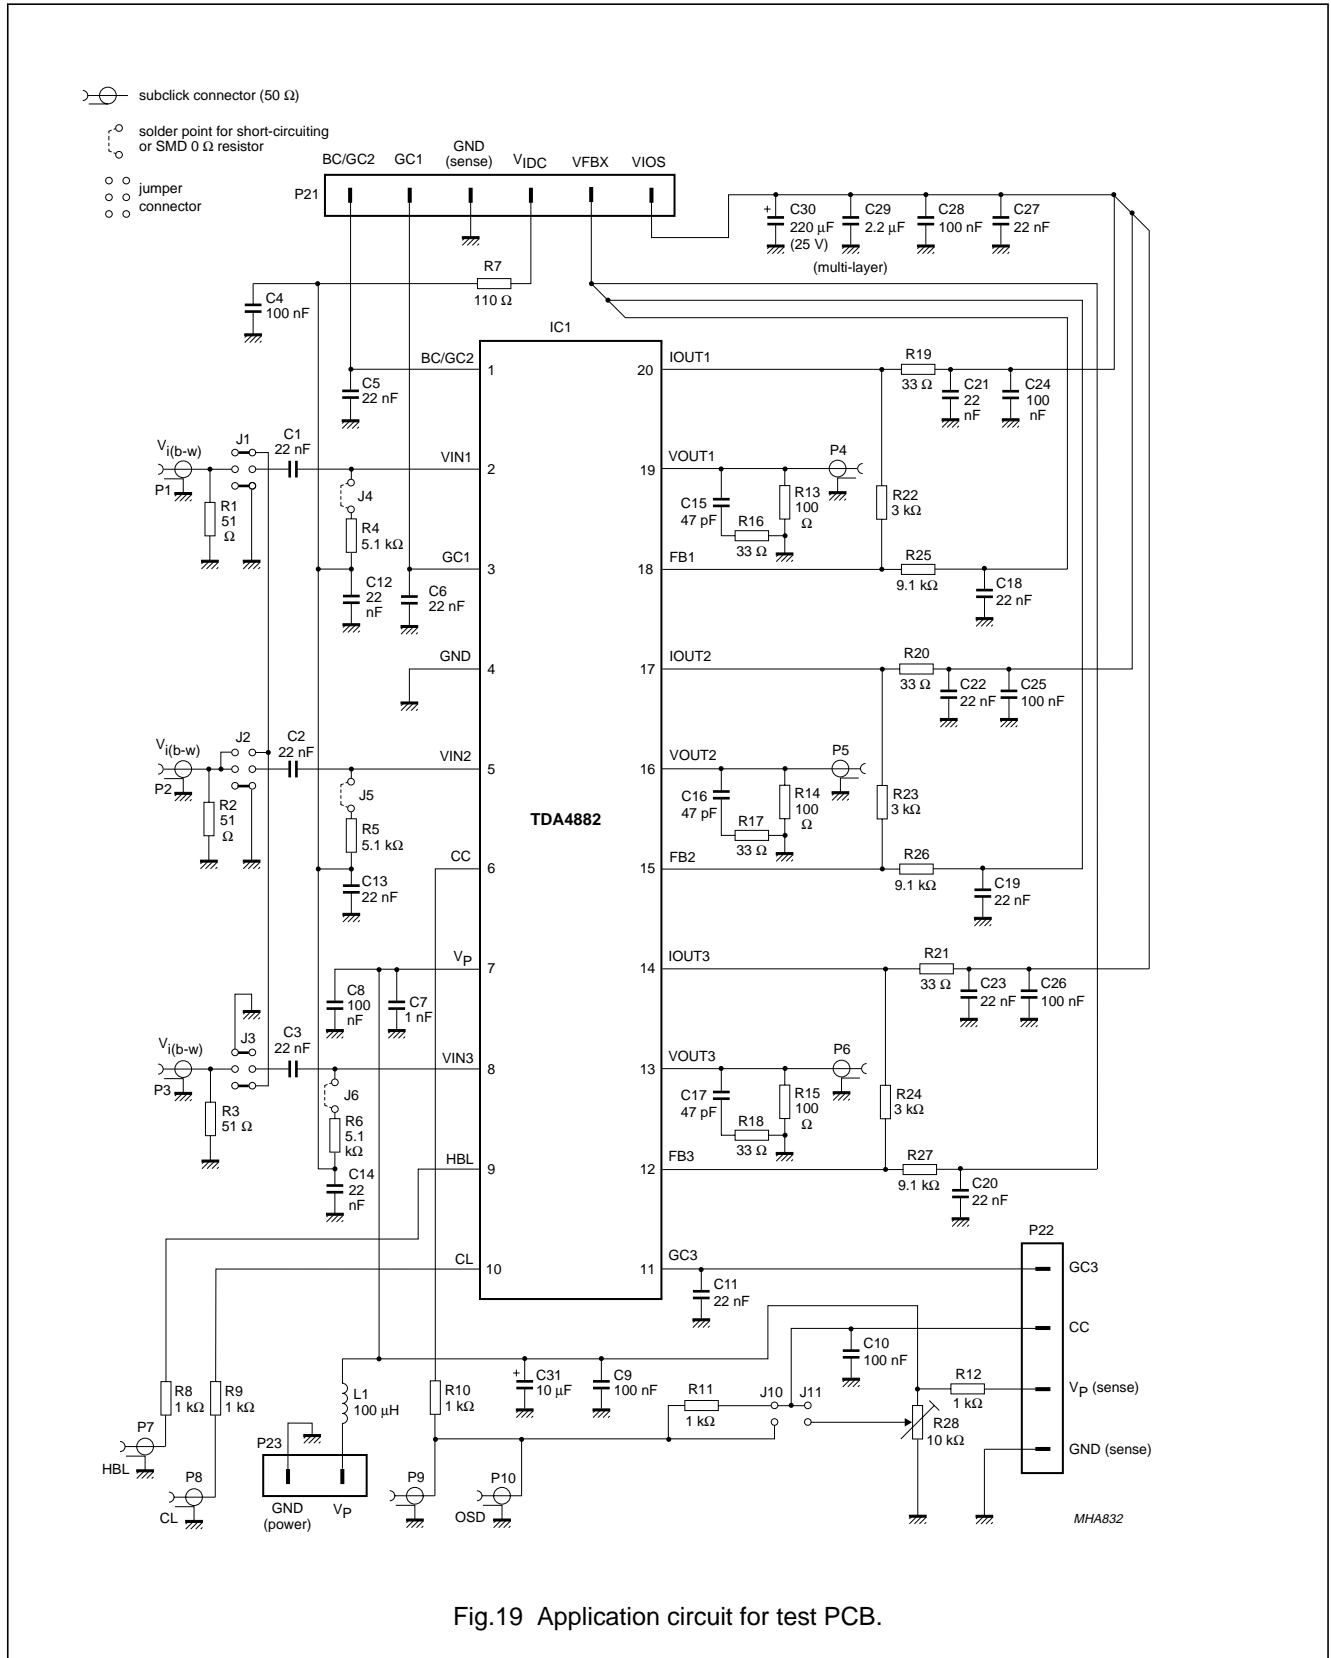 subclick connector (50 Ω)
solder point for short-circuiting
or SMD 0 Ω resistor
jumper
connector
BC/GC2
GC1
GND
(sense)
VIDC
VFBX
VIOS
P21
C30
220 µF
(25 V)
+
C29
2.2 µF
(multi-layer)
C28
100 nF
C27
22 nF
R7
110 Ω
C4
100 nF
IC1
BC/GC2
1
C5
22 nF
20
IOUT1
R19
33 Ω
C21
22
nF
C24
100
nF
Vi(b-w)
P1
J1
C1
22 nF
R1
51
Ω
VIN1
2
J4
R4
5.1 kΩ
19
VOUT1
P4
C15
47 pF
R13
100
Ω
R16
33 Ω
R22
3 kΩ
GC1
3
C12
22
nF
C6
22 nF
18
FB1
R25
9.1 kΩ
C18
22 nF
GND
4
17
IOUT2
R20
33 Ω
C22
22 nF
C25
100 nF
Vi(b-w)
P2
J2
C2
22 nF
R2
51
Ω
VIN2
5
J5
R5
5.1 kΩ
16
VOUT2
P5
C16
47 pF
R14
100
Ω
R17
33 Ω
R23
3 kΩ
TDA4882
CC
6
C13
22 nF
15
FB2
R26
9.1 kΩ
C19
22 nF
VP
7
C8
100
nF
C7
1 nF
14
IOUT3
R21
33 Ω
C23
22 nF
C26
100 nF
Vi(b-w)
P3
J3
C3
22 nF
R3
51 Ω
VIN3
8
J6
R6
5.1
kΩ
13
VOUT3
P6
C17
47 pF
R15
100
Ω
R18
33 Ω
R24
3 kΩ
HBL
9
C14
22
nF
12
FB3
R27
9.1 kΩ
C20
22 nF
CL
10
11
GC3
C11
22 nF
P22
GC3
CC
VP (sense)
GND (sense)
C10
100 nF
R12
1 kΩ
R28
10 kΩ
R8
1 kΩ
R9
1 kΩ
L1
100 µH
R10
1 kΩ
+
C31
10 µF
C9
100 nF
R11
1 kΩ
J10
J11
P7
HBL
P8
CL
P23
GND
(power)
VP
P9
P10
OSD
MHA832
Fig.19 Application circuit for test PCB.